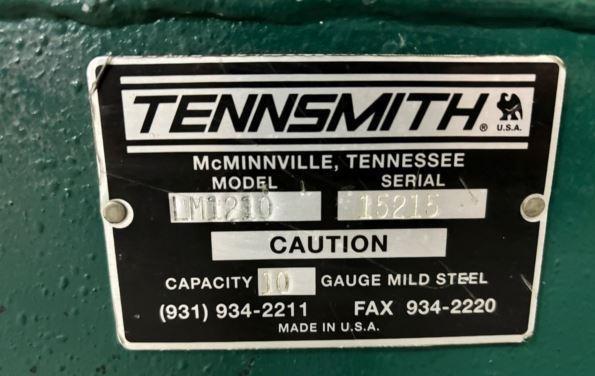 TENNSMITH® U.S.A.
McMINNVILLE, TENNESSEE
MODEL SERIAL
LM1210 15215
CAUTION
CAPACITY 10 GAUGE MILD STEEL
(931) 934-2211 FAX 934-2220
MADE IN U.S.A.